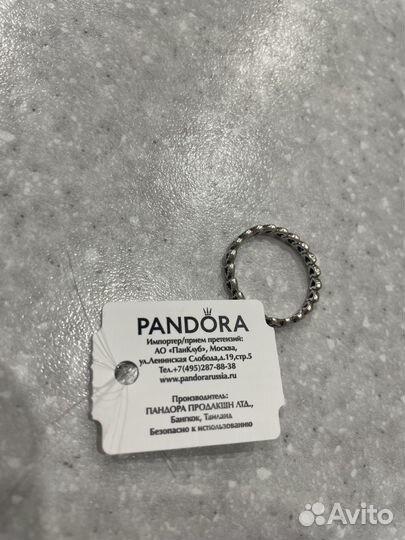 PANDORA
Импортер/прием претензий:
АО «ПанКлуб», Москва,
ул.Ленинская Слобода,д.19,стр.5
Тел.+7(495)287-88-38
www.pandorarussia.ru
Производитель:
ПАНДОРА ПРОДАКШН ЛТД.,
Бангкок, Таиланд
Безопасно к использованию
Avito